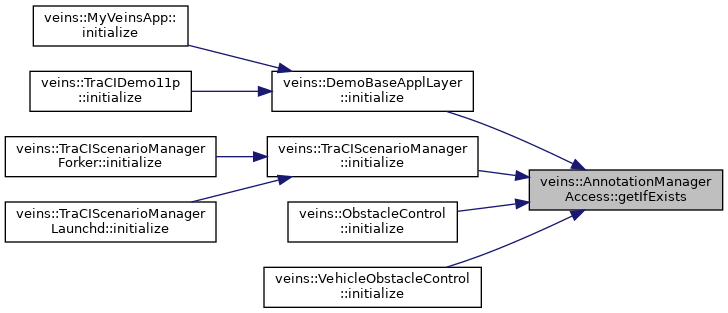 veins::MyVeinsApp::
initialize
veins::TraCIDemo11p
::initialize
veins::DemoBaseApplLayer
::initialize
veins::TraCIScenarioManager
Forker::initialize
veins::TraCIScenarioManager
::initialize
veins::AnnotationManager
Access::getIfExists
veins::TraCIScenarioManager
Launchd::initialize
veins::ObstacleControl
::initialize
veins::VehicleObstacleControl
::initialize